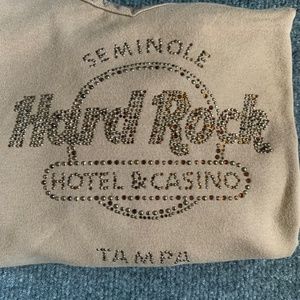 SEMINOLE
Hard Rock
HOTEL & CASINO
TAMPA